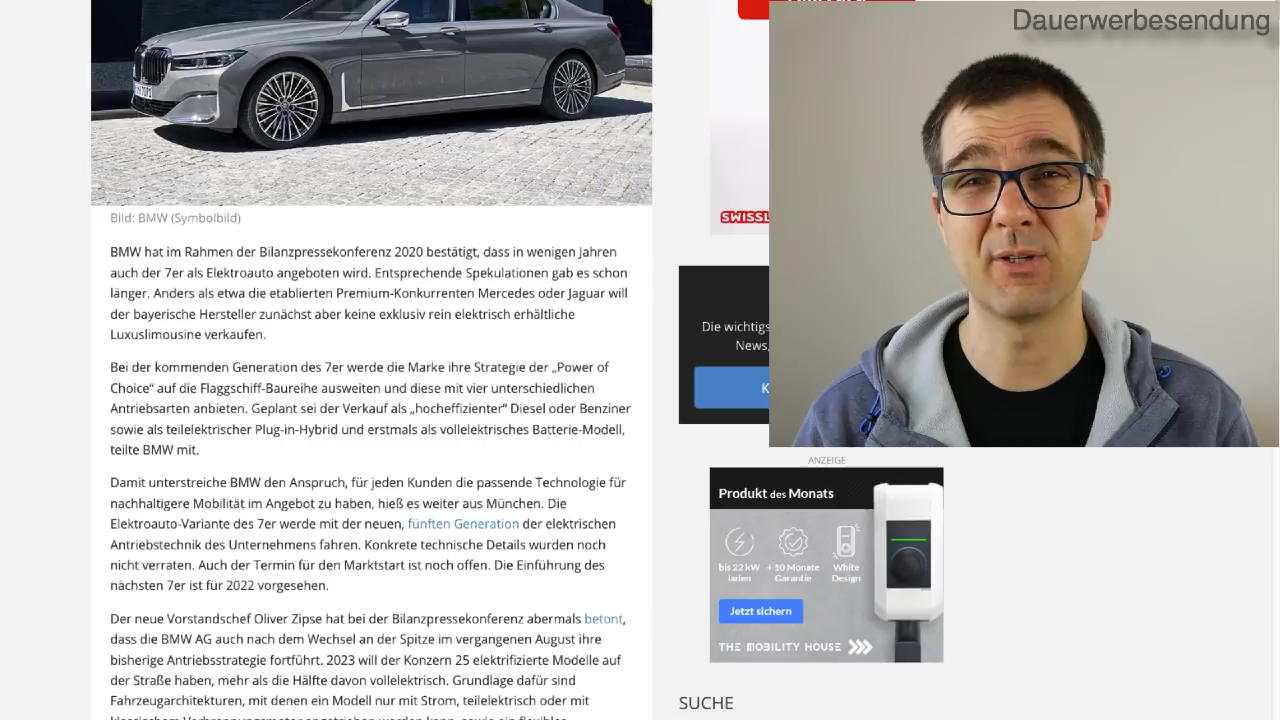 Dauerwerbesendung
Bild: BMW (Symbolbild)
BMW hat im Rahmen der Bilanzpressekonferenz 2020 bestätigt, dass in wenigen Jahren
auch der 7er als Elektroauto angeboten wird. Entsprechende Spekulationen gab es schon
länger. Anders als etwa die etablierten Premium-Konkurrenten Mercedes oder Jaguar will
der bayerische Hersteller zunächst aber keine exklusiv rein elektrisch erhältliche
Luxuslimousine verkaufen.
Bei der kommenden Generation des 7er werde die Marke ihre Strategie der „Power of
Choice“ auf die Flaggschiff-Baureihe ausweiten und diese mit vier unterschiedlichen
Antriebsarten anbieten. Geplant sei der Verkauf als „hocheffizienter“ Diesel oder Benziner
sowie als teilelektrischer Plug-in-Hybrid und erstmals als vollelektrisches Batterie-Modell,
teilte BMW mit.
Damit unterstreiche BMW den Anspruch, für jeden Kunden die passende Technologie für
nachhaltigere Mobilität im Angebot zu haben, hieß es weiter aus München. Die
Elektroauto-Variante des 7er werde mit der neuen, fünften Generation der elektrischen
Antriebstechnik des Unternehmens fahren. Konkrete technische Details wurden noch
nicht verraten. Auch der Termin für den Marktstart ist noch offen. Die Einführung des
nächsten 7er ist für 2022 vorgesehen.
Der neue Vorstandschef Oliver Zipse hat bei der Bilanzpressekonferenz abermals betont,
dass die BMW AG auch nach dem Wechsel an der Spitze im vergangenen August ihre
bisherige Antriebsstrategie fortführt. 2023 will der Konzern 25 elektrifizierte Modelle auf
der Straße haben, mehr als die Hälfte davon vollelektrisch. Grundlage dafür sind
Fahrzeugarchitekturen, mit denen ein Modell nur mit Strom, teilelektrisch oder mit
SWISSL
Die wichtigs
News,
K
ANZEIGE
Produkt des Monats
bis 22 kW laden
+ 10 Monate Garantie
White Design
Jetzt sichern
THE MOBILITY HOUSE
SUCHE